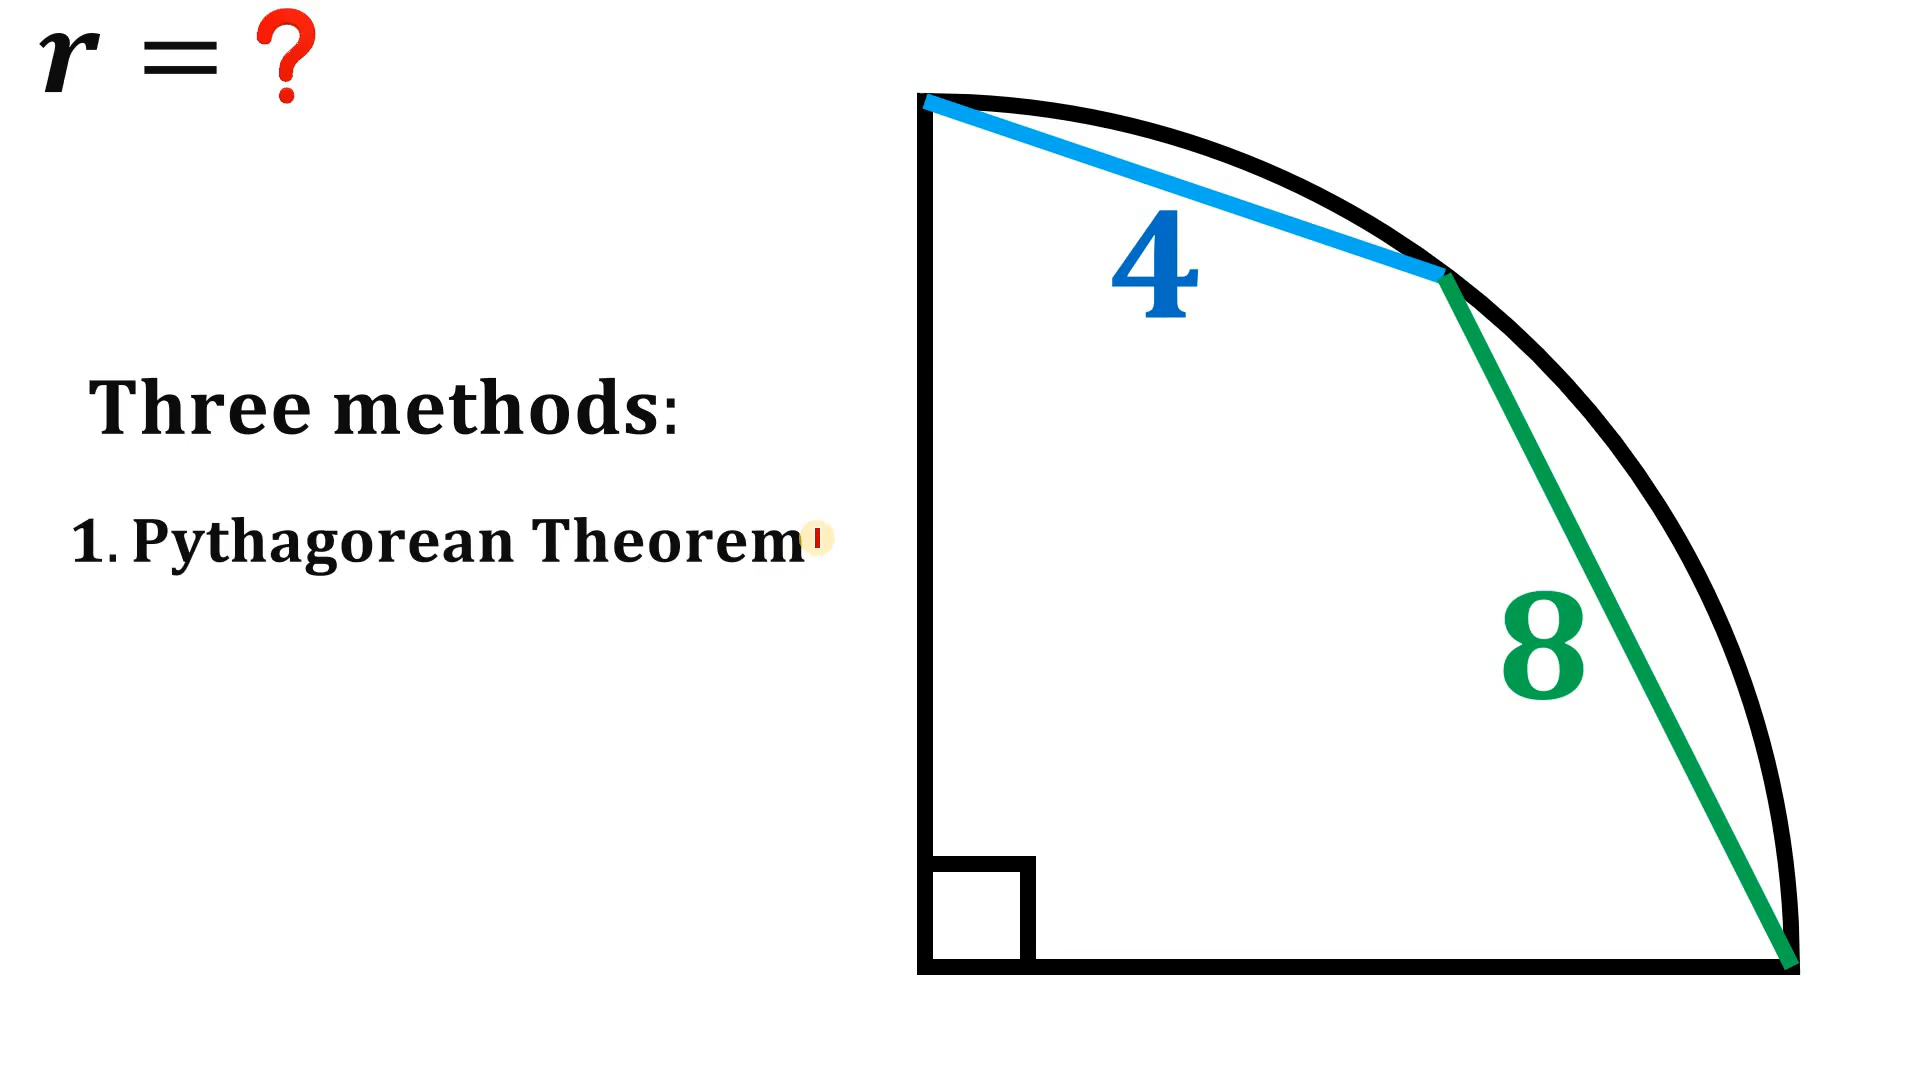 r = ❓
4
Three methods:
1. Pythagorean Theorem
8